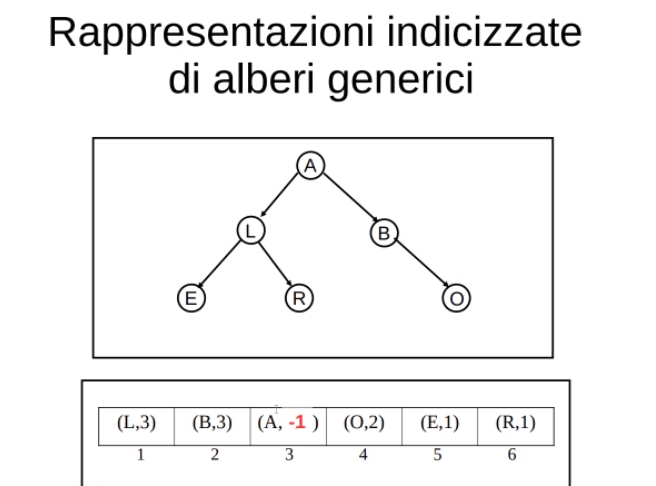 Rappresentazioni indicizzate
di alberi generici
A
L
B
E
R
O
(L,3) (B,3) (A, -1 ) (O,2) (E,1) (R,1)
1 2 3 4 5 6